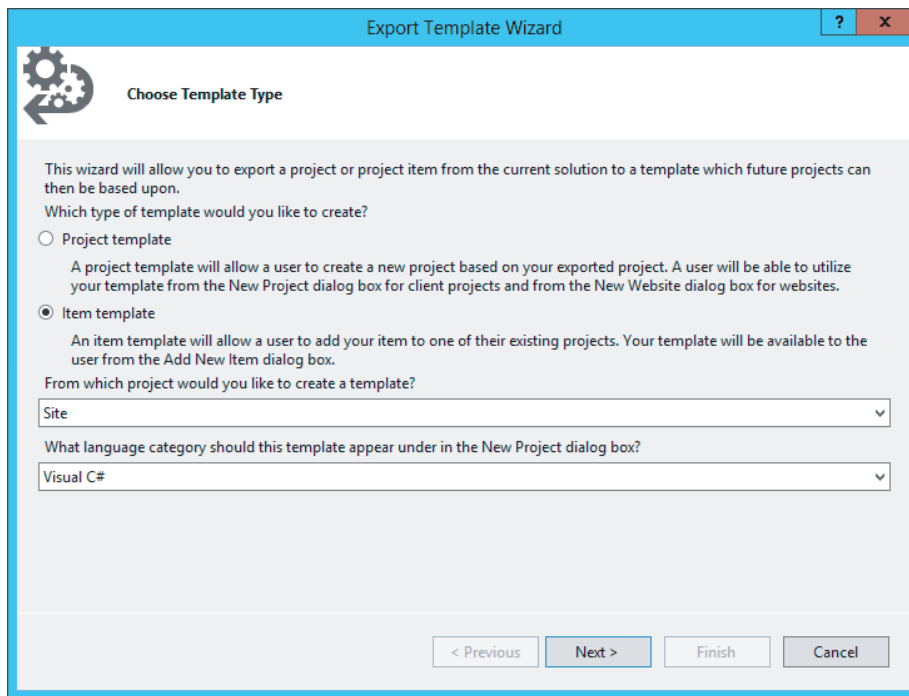 Export Template Wizard
?
x
Choose Template Type
This wizard will allow you to export a project or project item from the current solution to a template which future projects can
then be based upon.
Which type of template would you like to create?
Project template
A project template will allow a user to create a new project based on your exported project. A user will be able to utilize
your template from the New Project dialog box for client projects and from the New Website dialog box for websites.
Item template
An item template will allow a user to add your item to one of their existing projects. Your template will be available to the
user from the Add New Item dialog box.
From which project would you like to create a template?
Site
What language category should this template appear under in the New Project dialog box?
Visual C#
< Previous
Next >
Finish
Cancel